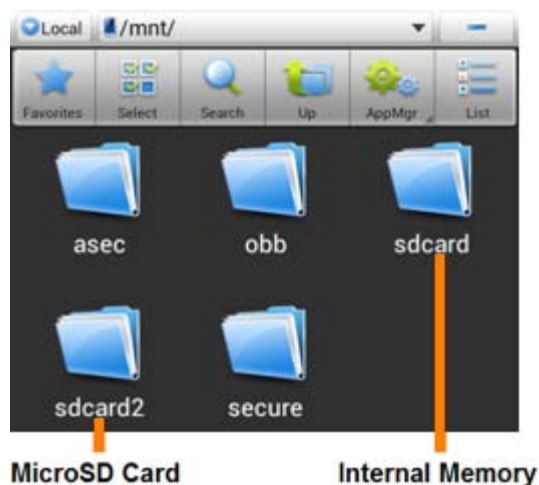 Local /mnt/
Favorites Select Search Up AppMgr List
asec obb sdcard
sdcard2 secure
MicroSD Card Internal Memory